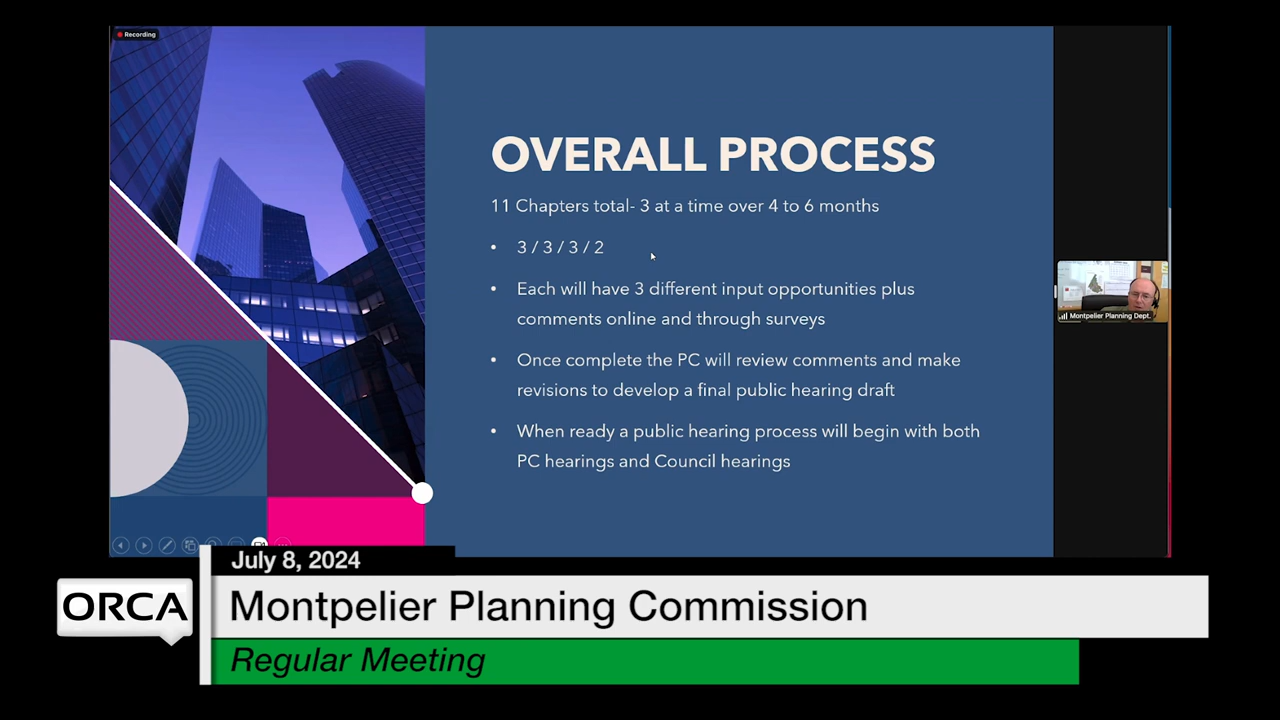 Recording
OVERALL PROCESS
11 Chapters total- 3 at a time over 4 to 6 months
• 3 / 3 / 3 / 2
• Each will have 3 different input opportunities plus
comments online and through surveys
• Once complete the PC will review comments and make
revisions to develop a final public hearing draft
• When ready a public hearing process will begin with both
PC hearings and Council hearings
Montpelier Planning Dept.
July 8, 2024
ORCA
Montpelier Planning Commission
Regular Meeting